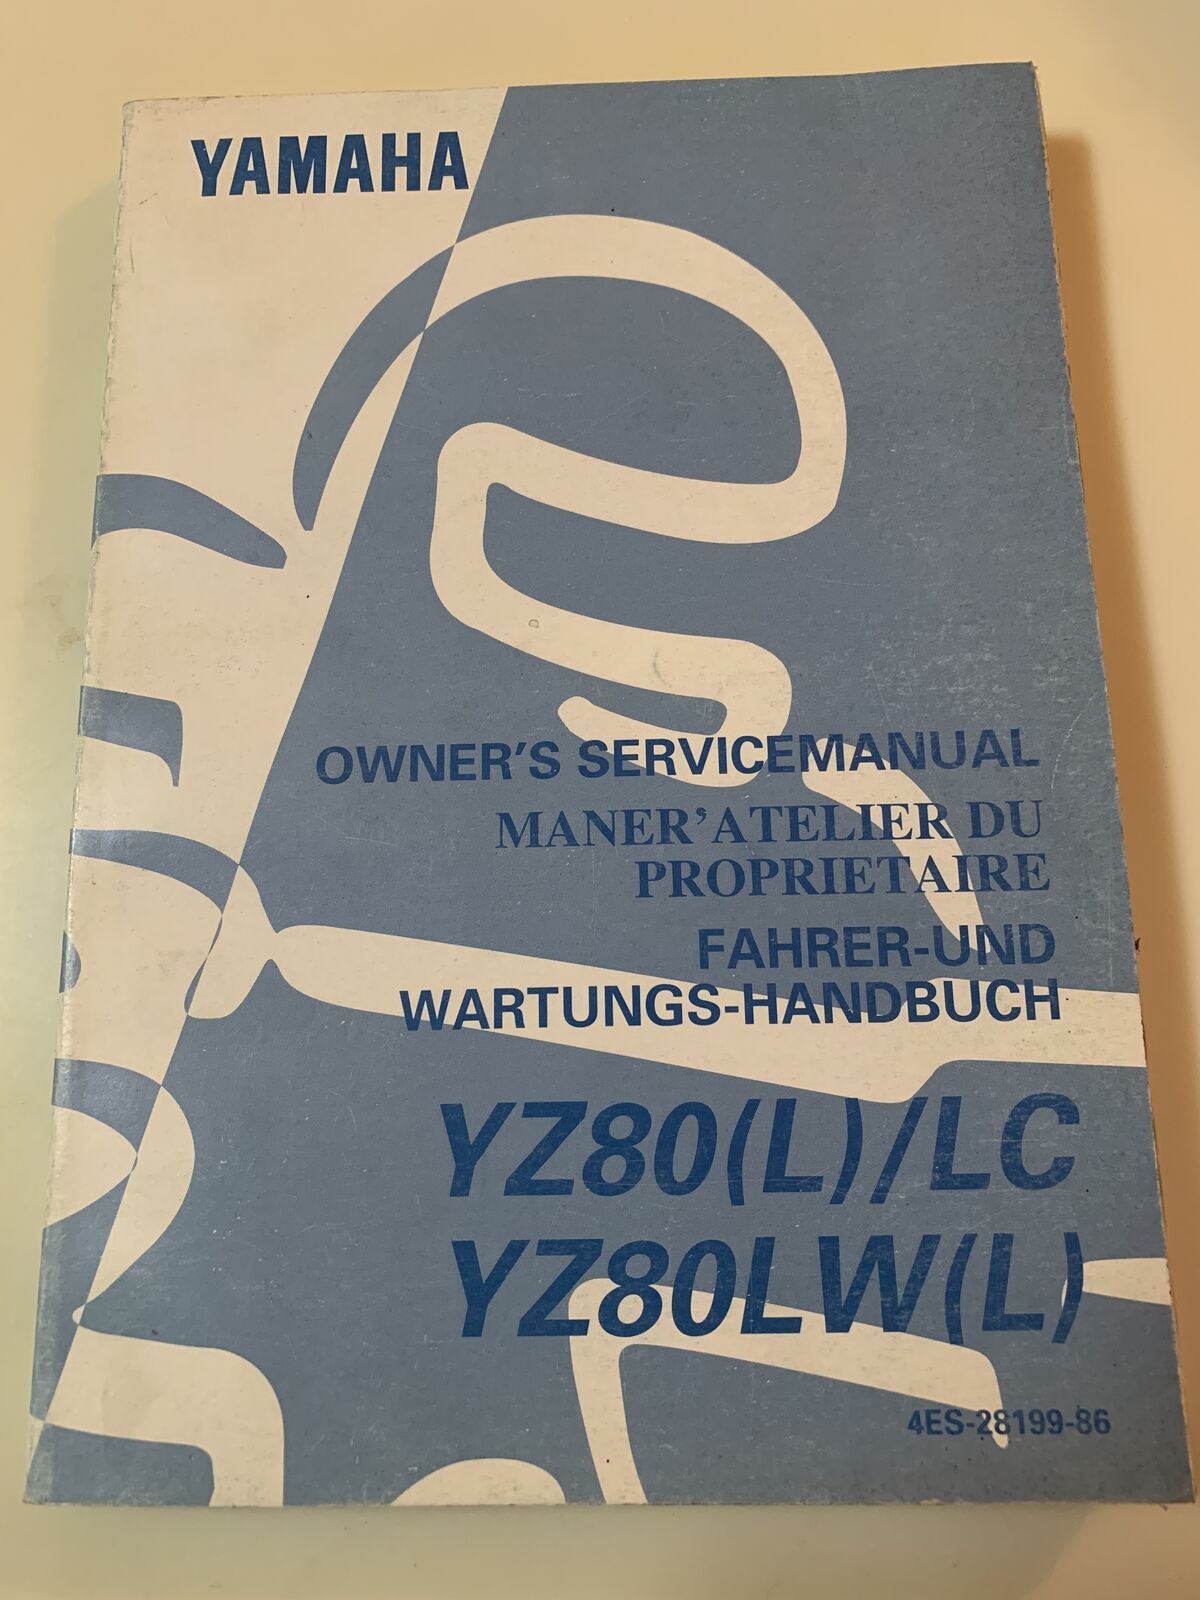 YAMAHA
OWNER'S SERVICEMANUAL
MANER'ATELIER DU
PROPRIETAIRE
FAHRER-UND
WARTUNGS-HANDBUCH
YZ80(L)/LC
YZ80LW(L)
4ES-28199-86